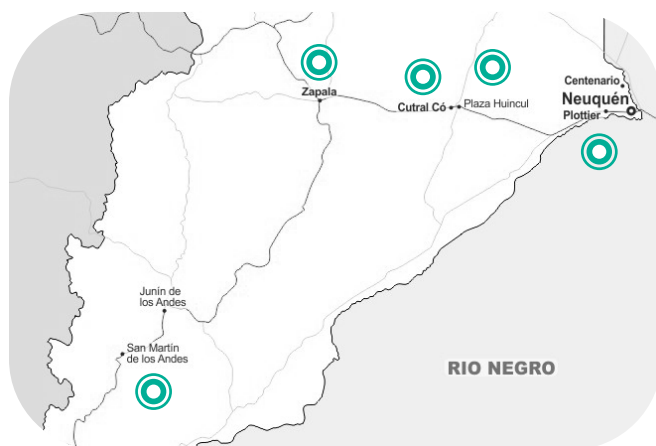 Centenario
Zapala
Neuquén
Cutral Có
Plaza Huincul
Plottier
Junín de
los Andes
San Martín
de los Andes
RIO NEGRO